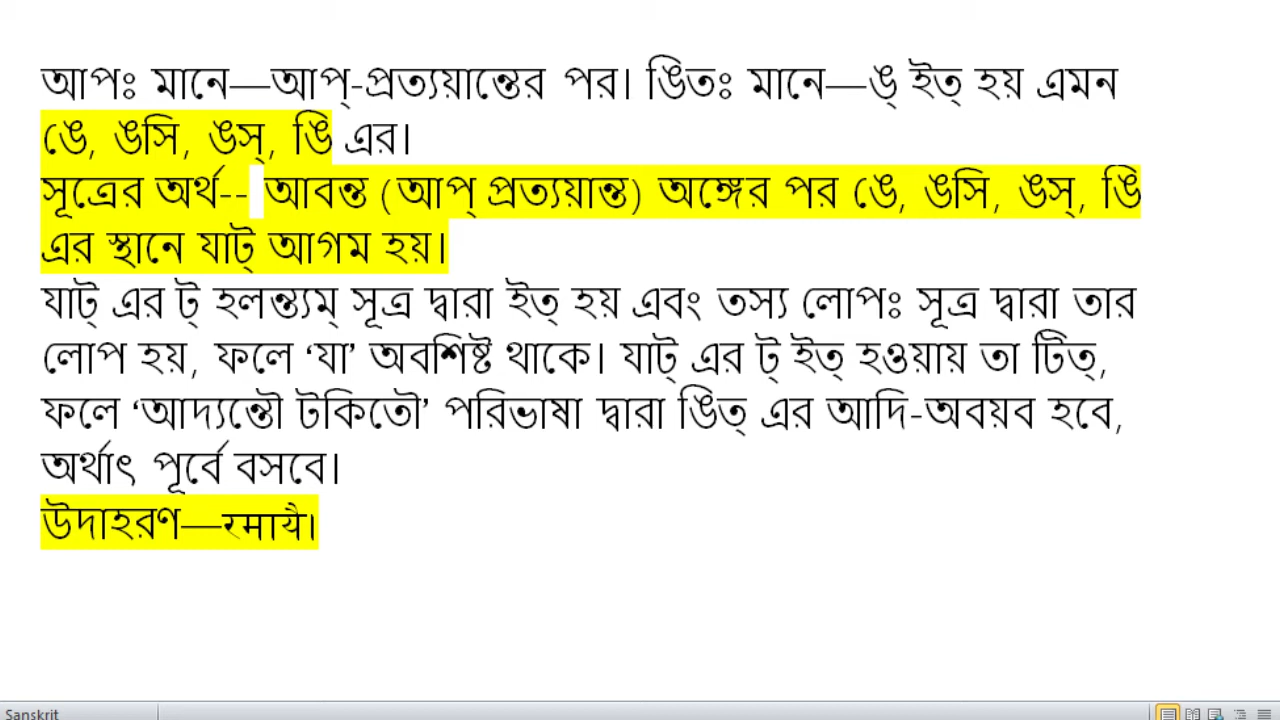 আপঃ মানে—আপ্-প্রত্যয়ান্তের পর। ঙিতঃ মানে—ঙ্ ইত্ হয় এমন
ঙে, ঙসি, ঙস্, ঙি এর।
সূত্রের অর্থ-- আবন্ত (আপ্ প্রত্যয়ান্ত) অঙ্গের পর ঙে, ঙসি, ঙস্, ঙি
এর স্থানে যাট্ আগম হয়।
যাট্ এর ট্ হলন্ত্যম্ সূত্র দ্বারা ইত্ হয় এবং তস্য লোপঃ সূত্র দ্বারা তার
লোপ হয়, ফলে ‘যা’ অবশিষ্ট থাকে। যাট্ এর ট্ ইত্ হওয়ায় তা টিত্,
ফলে ‘আদ্যন্তৌ টকিতৌ’ পরিভাষা দ্বারা ঙিত্ এর আদি-অবয়ব হবে,
অর্থাৎ পূর্বে বসবে।
উদাহরণ—रमायै।
Sanskrit